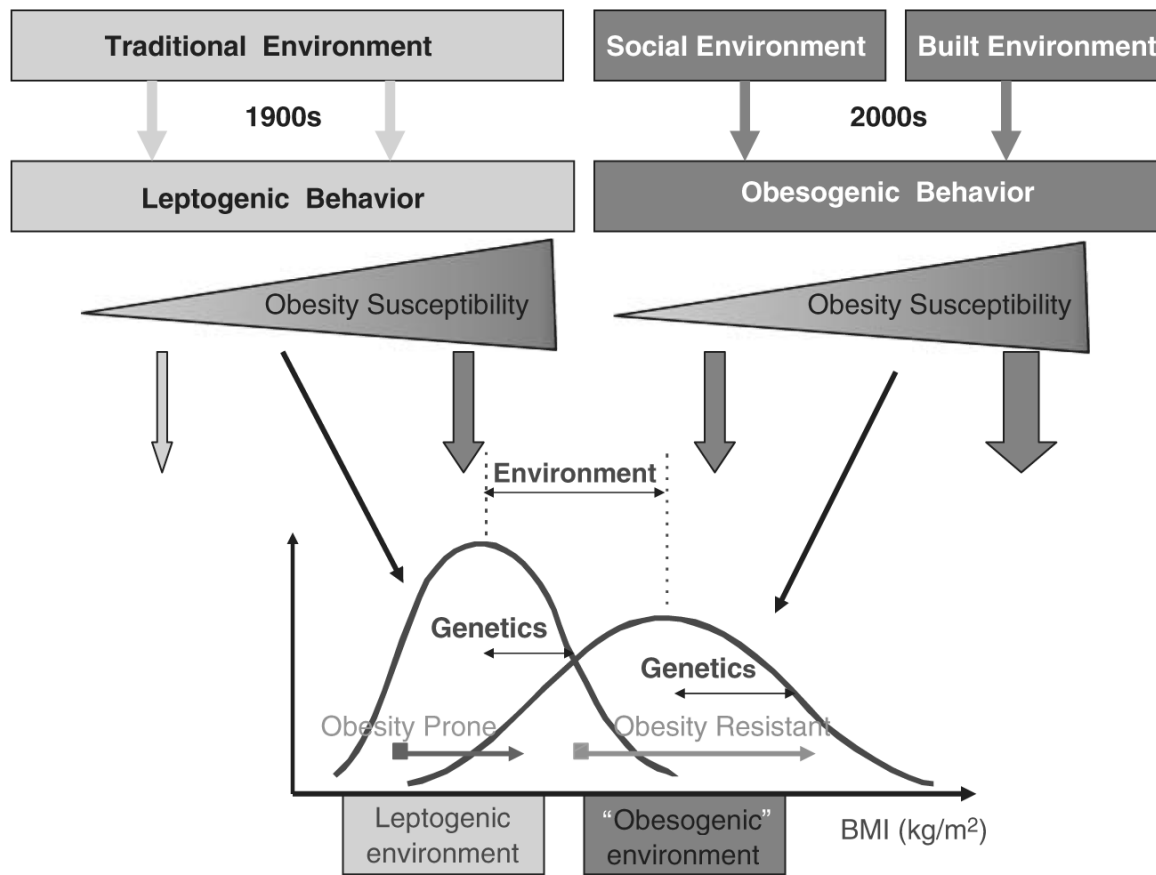 Traditional Environment
Social Environment
Built Environment
1900s
2000s
Leptogenic Behavior
Obesogenic Behavior
Obesity Susceptibility
Obesity Susceptibility
Environment
Genetics
Genetics
Obesity Prone
Obesity Resistant
Leptogenic
environment
“Obesogenic”
environment
BMI (kg/m²)